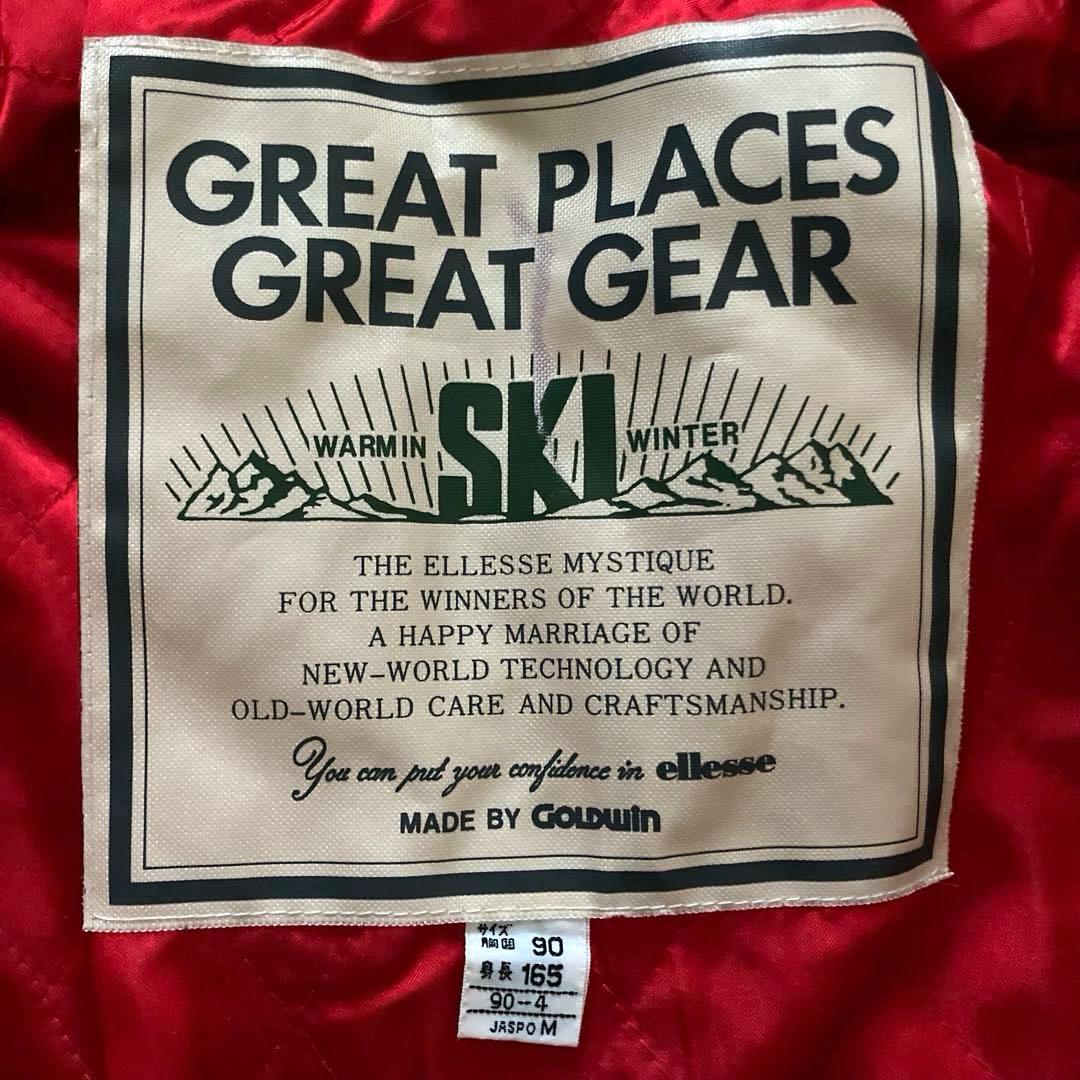 GREAT PLACES
GREAT GEAR
WARM IN SKI WINTER
THE ELLESSE MYSTIQUE
FOR THE WINNERS OF THE WORLD.
A HAPPY MARRIAGE OF
NEW-WORLD TECHNOLOGY AND
OLD-WORLD CARE AND CRAFTSMANSHIP.
You can put your confidence in ellesse
MADE BY GOLDWIN
サイズ
胸囲 90
身長 165
90-4
JASPO M